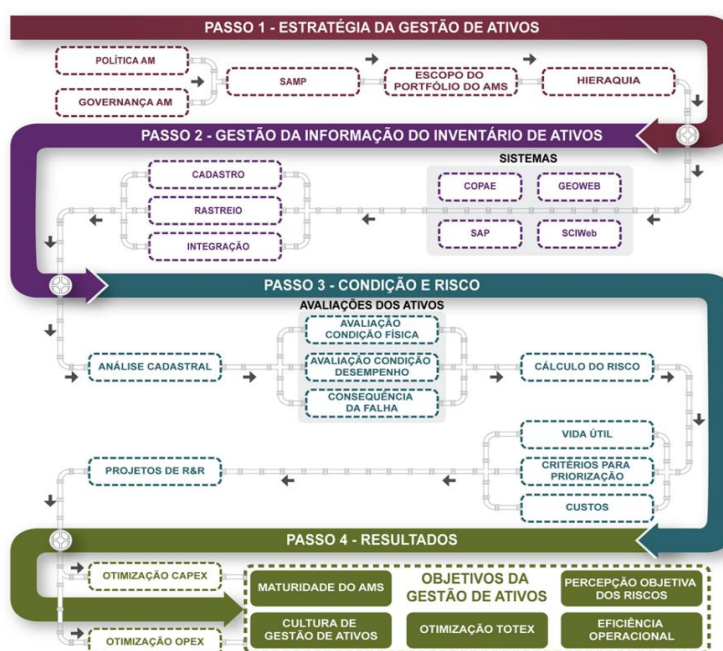 PASSO 1 - ESTRATÉGIA DA GESTÃO DE ATIVOS
POLÍTICA AM
GOVERNANÇA AM
SAMP
ESCOPO DO
PORTFÓLIO DO AMS
HIERAQUIA
PASSO 2 - GESTÃO DA INFORMAÇÃO DO INVENTÁRIO DE ATIVOS
SISTEMAS
CADASTRO
RASTREIO
INTEGRAÇÃO
COPAE
GEOWEB
SAP
SCIWeb
PASSO 3 - CONDIÇÃO E RISCO
AVALIAÇÕES DOS ATIVOS
ANÁLISE CADASTRAL
AVALIAÇÃO
CONDIÇÃO FÍSICA
AVALIAÇÃO CONDIÇÃO
DESEMPENHO
CONSEQUÊNCIA
DA FALHA
CÁLCULO DO RISCO
VIDA ÚTIL
CRITÉRIOS PARA
PRIORIZAÇÃO
CUSTOS
PROJETOS DE R&R
PASSO 4 - RESULTADOS
OTIMIZAÇÃO CAPEX
OTIMIZAÇÃO OPEX
OBJETIVOS DA
GESTÃO DE ATIVOS
MATURIDADE DO AMS
PERCEPÇÃO OBJETIVA
DOS RISCOS
CULTURA DE
GESTÃO DE ATIVOS
OTIMIZAÇÃO TOTEX
EFICIÊNCIA
OPERACIONAL